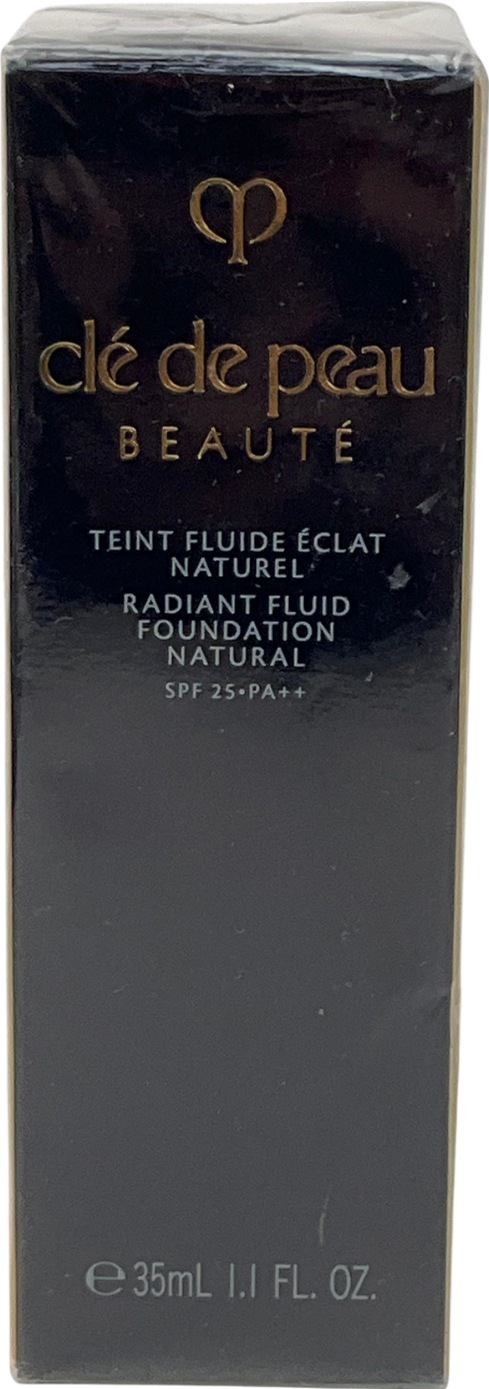 clé de peau
BEAUTÉ
TEINT FLUIDE ÉCLAT
NATUREL
RADIANT FLUID
FOUNDATION
NATURAL
SPF 25•PA++
℮ 35mL 1.1 FL. OZ.